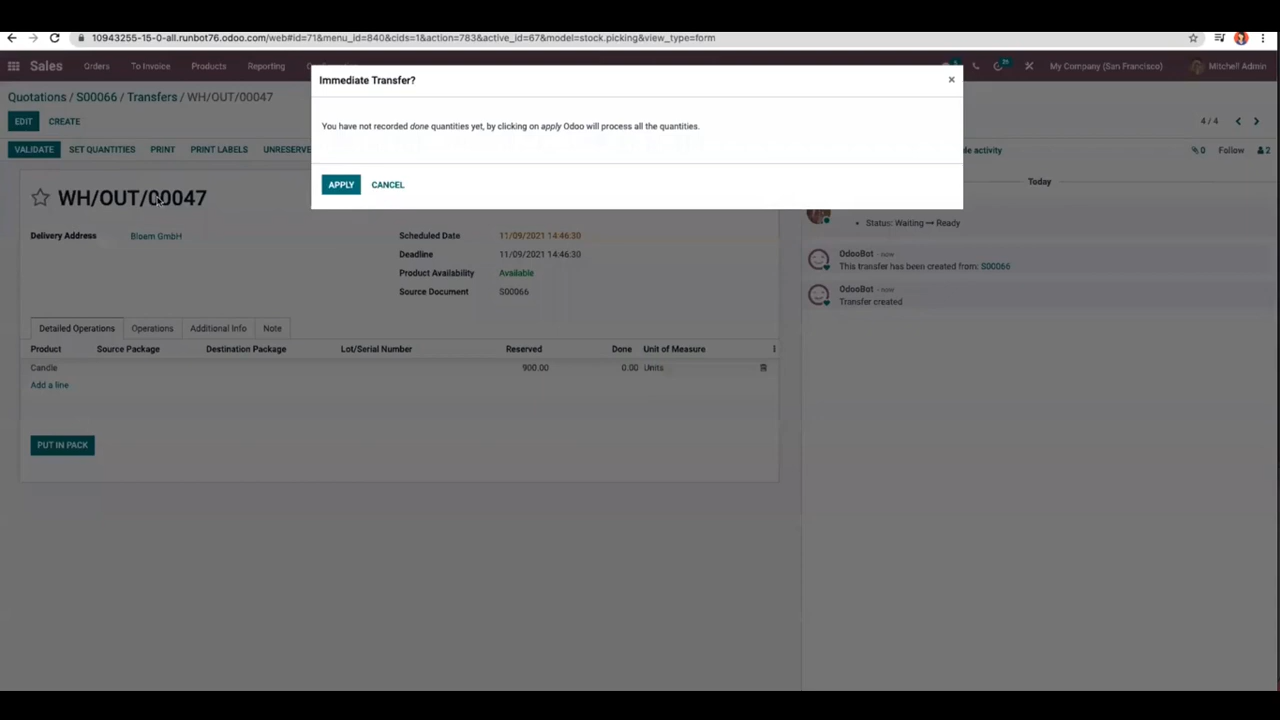 10943255-15-0-all.runbot76.odoo.com/web#id=71&menu_id=840&cids=1&action=783&active_id=67&model=stock.picking&view_type=form
Sales Orders To Invoice Products Reporting My Company (San Francisco) Mitchell Admin
Immediate Transfer? ×
Quotations / S00066 / Transfers / WH/OUT/00047
EDIT CREATE 4 / 4
You have not recorded done quantities yet, by clicking on apply Odoo will process all the quantities.
VALIDATE SET QUANTITIES PRINT PRINT LABELS UNRESERVE activity 0 Follow 2
APPLY CANCEL
Today
WH/OUT/00047
Status: Waiting → Ready
Delivery Address Bloem GmbH Scheduled Date 11/09/2021 14:46:30
Deadline 11/09/2021 14:46:30
OdooBot - now
This transfer has been created from: S00066
Product Availability Available
Source Document S00066
OdooBot - now
Transfer created
Detailed Operations Operations Additional Info Note
Product Source Package Destination Package Lot/Serial Number Reserved Done Unit of Measure
Candle 900.00 0.00 Units
Add a line
PUT IN PACK